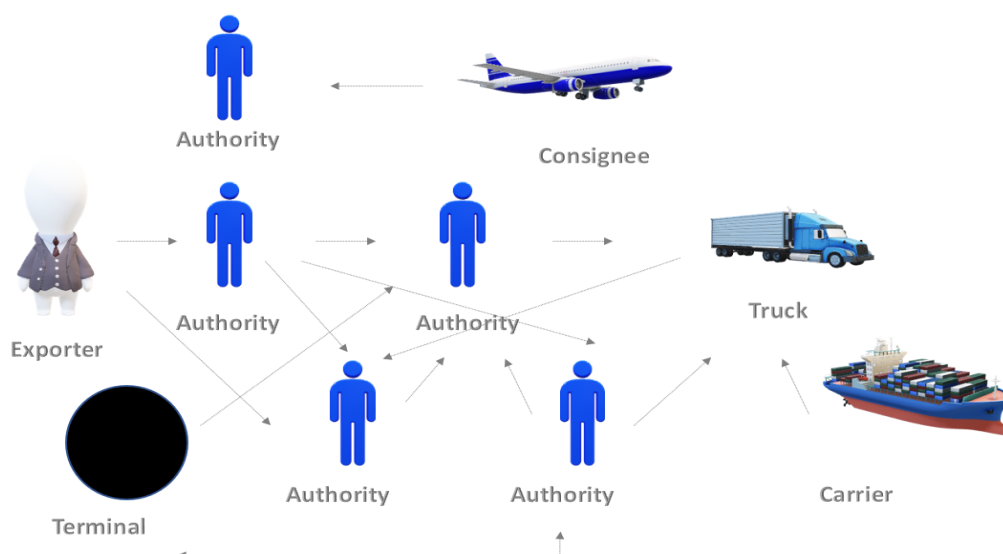 Authority
Consignee
Authority
Authority
Truck
Exporter
Authority
Authority
Carrier
Terminal